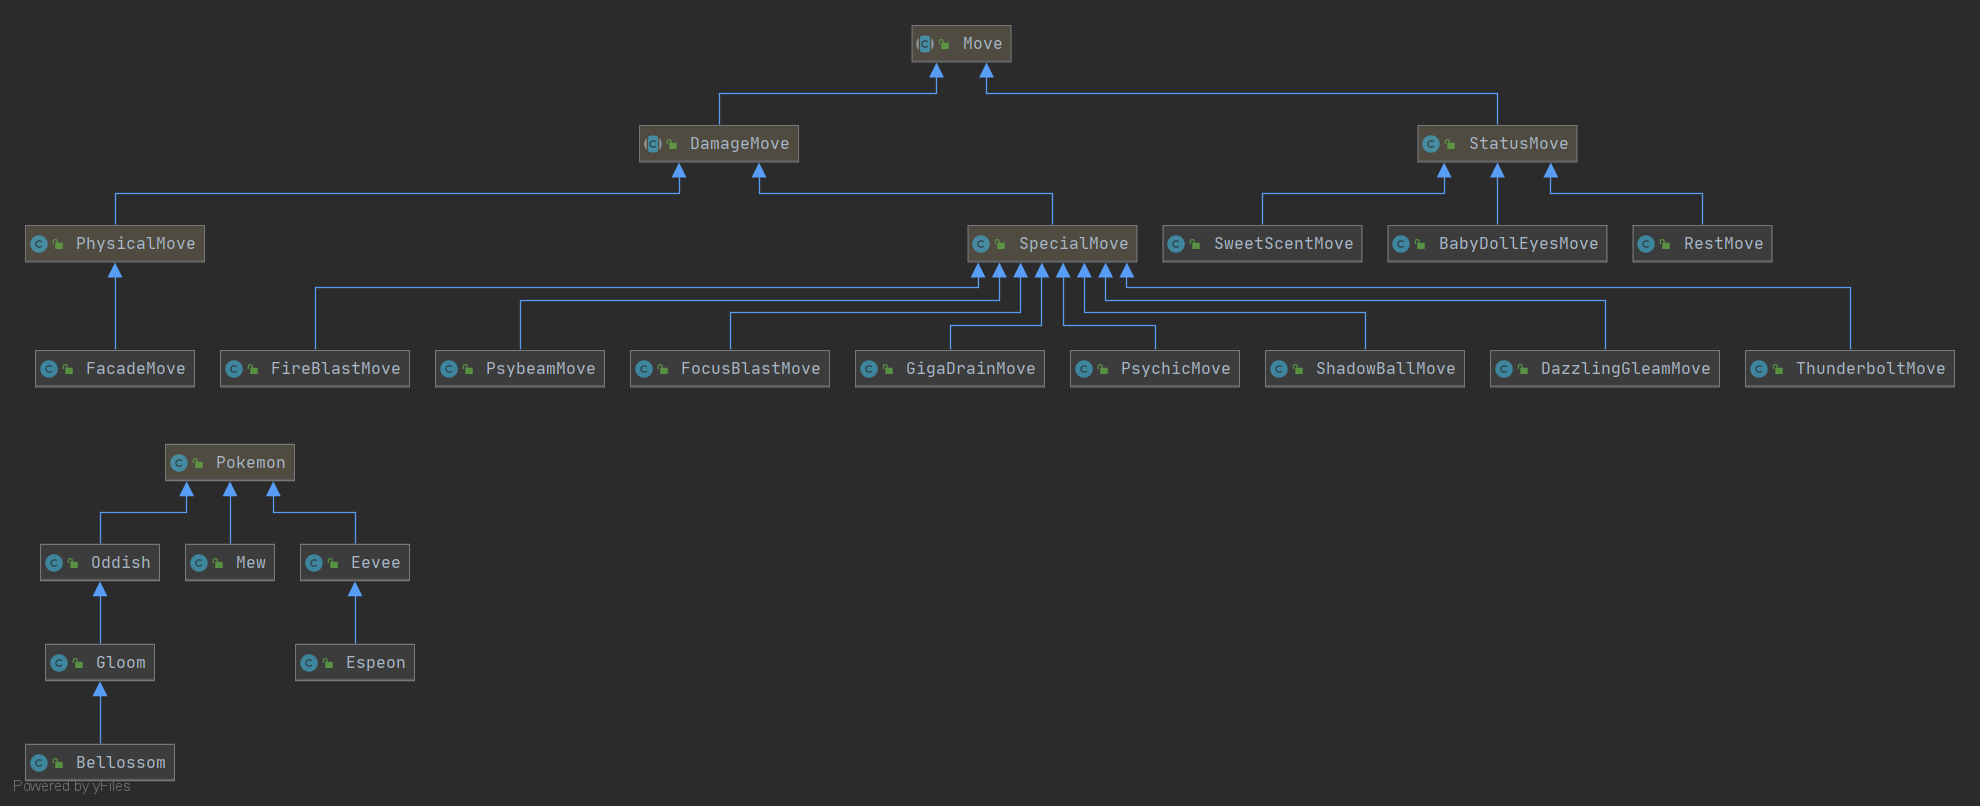 Move
DamageMove
StatusMove
PhysicalMove
SpecialMove
SweetScentMove
BabyDollEyesMove
RestMove
FacadeMove
FireBlastMove
PsybeamMove
FocusBlastMove
GigaDrainMove
PsychicMove
ShadowBallMove
DazzlingGleamMove
ThunderboltMove
Pokemon
Oddish
Mew
Eevee
Gloom
Espeon
Bellossom
Powered by yFiles